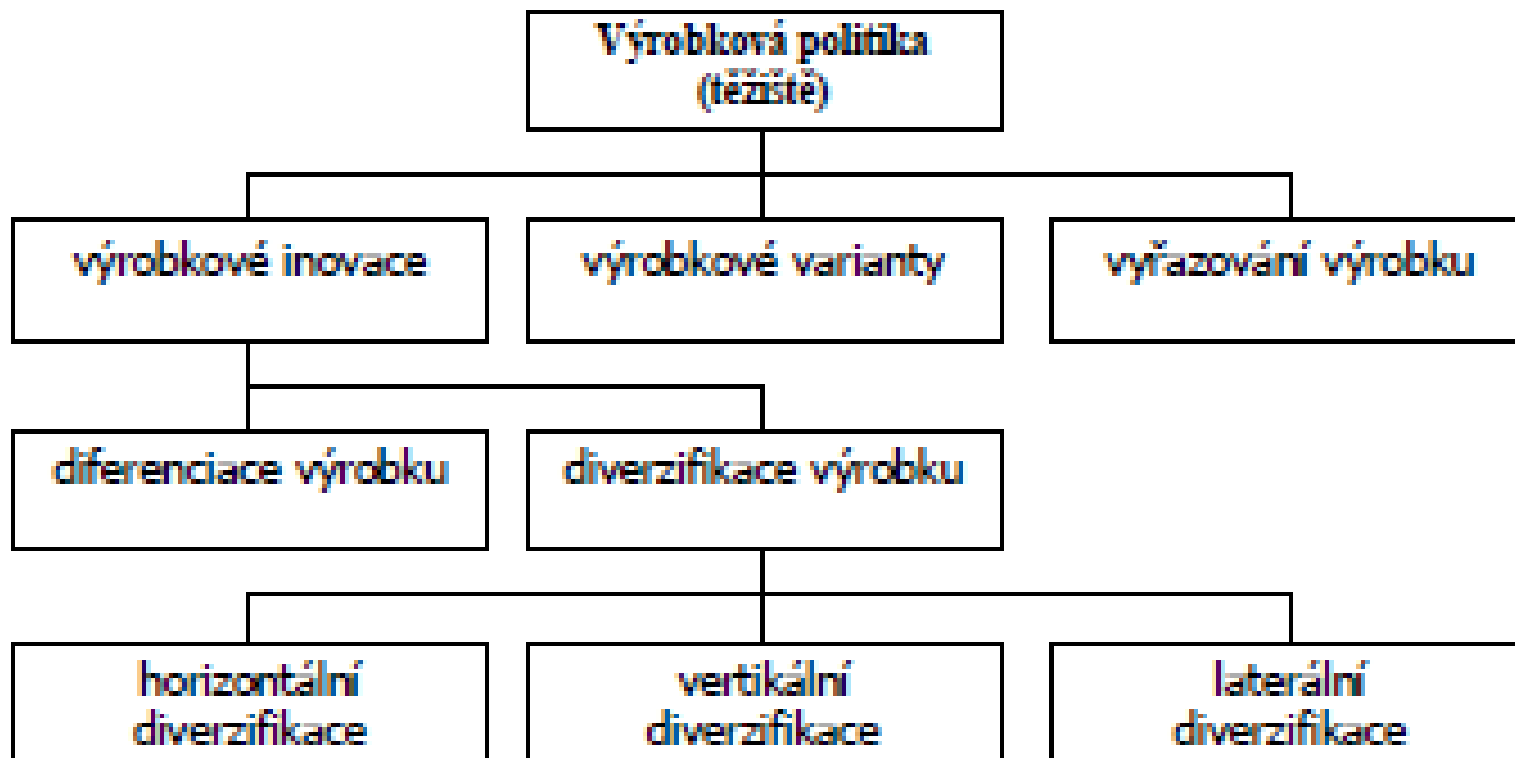 Výrobková politika
(těžiště)
výrobkové inovace
výrobkové varianty
vyřazování výrobku
diferenciace výrobku
diverzifikace výrobku
horizontální
diverzifikace
vertikální
diverzifikace
laterální
diverzifikace